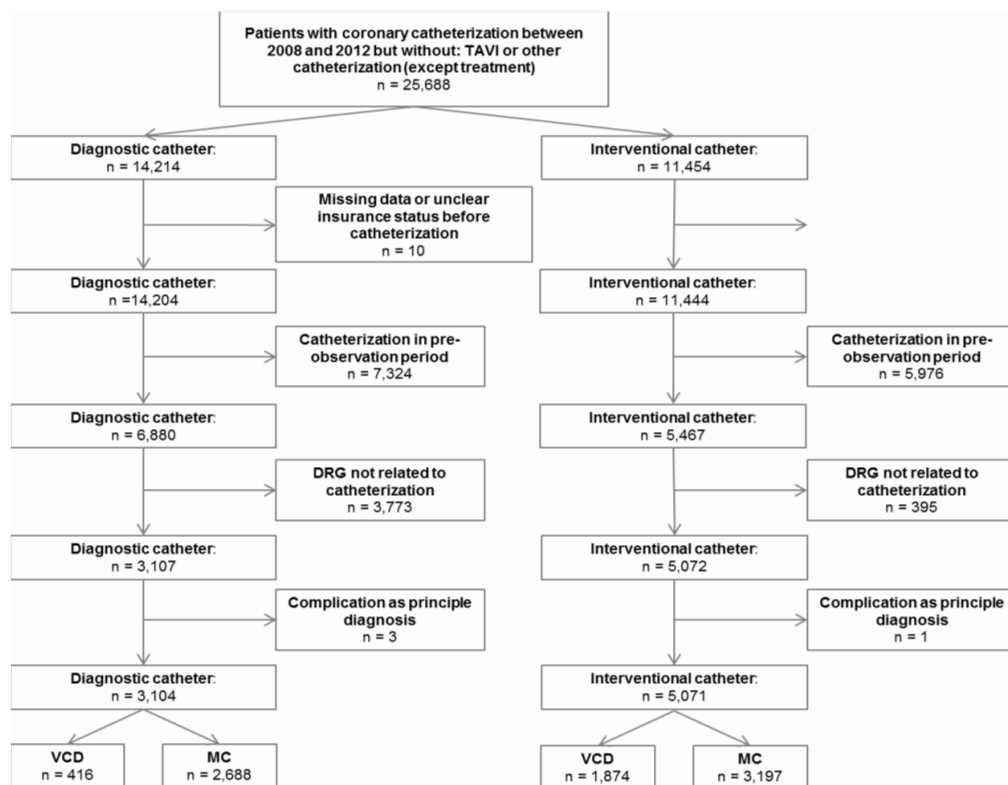 Patients with coronary catheterization between
2008 and 2012 but without: TAVI or other
catheterization (except treatment)
n = 25,688
Diagnostic catheter:
n = 14,214
Interventional catheter:
n = 11,454
Missing data or unclear
insurance status before
catheterization
n = 10
Diagnostic catheter:
n =14,204
Interventional catheter:
n = 11,444
Catheterization in pre-
observation period
n = 7,324
Catheterization in pre-
observation period
n = 5,976
Diagnostic catheter:
n = 6,880
Interventional catheter:
n = 5,467
DRG not related to
catheterization
n = 3,773
DRG not related to
catheterization
n = 395
Diagnostic catheter:
n = 3,107
Interventional catheter:
n = 5,072
Complication as principle
diagnosis
n = 3
Complication as principle
diagnosis
n = 1
Diagnostic catheter:
n = 3,104
Interventional catheter:
n = 5,071
VCD
n = 416
MC
n = 2,688
VCD
n = 1,874
MC
n = 3,197